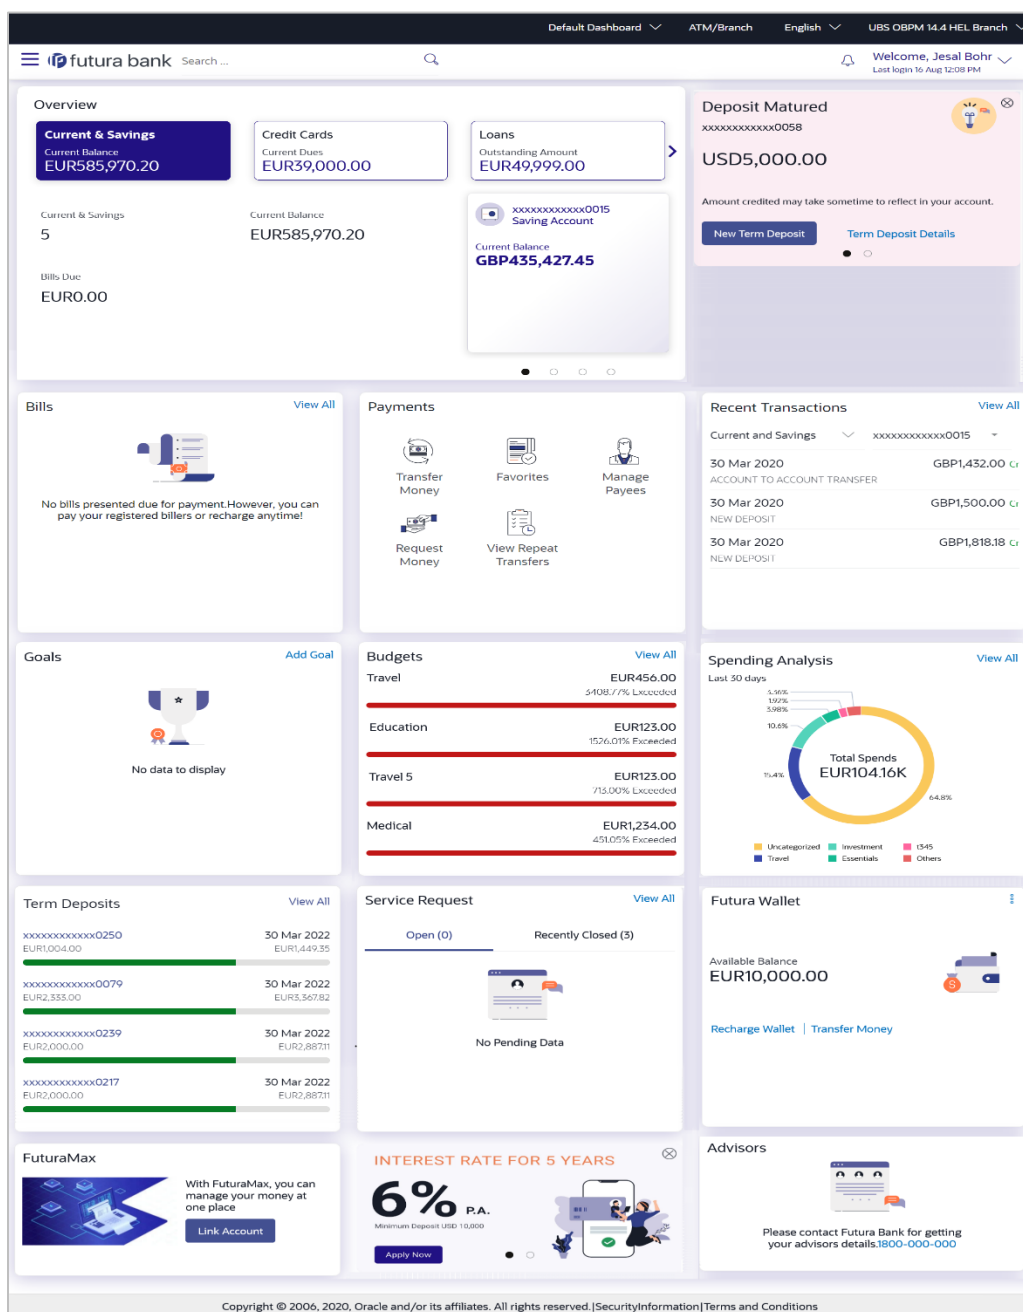 Default Dashboard ATM/Branch English UBS OBPM 14.4 HEL Branch
futura bank Search ... Welcome, Jesal Bohr
Last login 16 Aug 12:08 PM
Overview
Current & Savings
Current Balance
EUR585,970.20
Credit Cards
Current Dues
EUR39,000.00
Loans
Outstanding Amount
EUR49,999.00
Current & Savings
5
Current Balance
EUR585,970.20
Bills Due
EUR0.00
xxxxxxxxxxxx0015
Saving Account
Current Balance
GBP435,427.45
Deposit Matured
xxxxxxxxxxxx0058
USD5,000.00
Amount credited may take sometime to reflect in your account.
New Term Deposit Term Deposit Details
Bills View All
No bills presented due for payment.However, you can
pay your registered billers or recharge anytime!
Payments
Transfer
Money
Favorites
Manage
Payees
Request
Money
View Repeat
Transfers
Recent Transactions View All
Current and Savings xxxxxxxxxxxx0015
30 Mar 2020 GBP1,432.00 Cr
ACCOUNT TO ACCOUNT TRANSFER
30 Mar 2020 GBP1,500.00 Cr
NEW DEPOSIT
30 Mar 2020 GBP1,818.18 Cr
NEW DEPOSIT
Goals Add Goal
No data to display
Budgets View All
Travel EUR456.00
3408.77% Exceeded
Education EUR123.00
1526.01% Exceeded
Travel 5 EUR123.00
713.00% Exceeded
Medical EUR1,234.00
451.05% Exceeded
Spending Analysis View All
Last 30 days
1.92%
3.98%
10.6%
15.4%
64.8%
Total Spends
EUR104.16K
Uncategorized Investment t345
Travel Essentials Others
Term Deposits View All
xxxxxxxxxxxx0250 30 Mar 2022
EUR1,004.00 EUR1,449.35
xxxxxxxxxxxx0079 30 Mar 2022
EUR2,333.00 EUR3,367.82
xxxxxxxxxxxx0239 30 Mar 2022
EUR2,000.00 EUR2,887.11
xxxxxxxxxxxx0217 30 Mar 2022
EUR2,000.00 EUR2,887.11
Service Request View All
Open (0) Recently Closed (3)
No Pending Data
Futura Wallet
Available Balance
EUR10,000.00
Recharge Wallet | Transfer Money
FuturaMax
With FuturaMax, you can
manage your money at
one place
Link Account
INTEREST RATE FOR 5 YEARS
6% P.A.
Minimum Deposit USD 10,000
Apply Now
Advisors
Please contact Futura Bank for getting
your advisors details.1800-000-000
Copyright © 2006, 2020, Oracle and/or its affiliates. All rights reserved.|SecurityInformation|Terms and Conditions